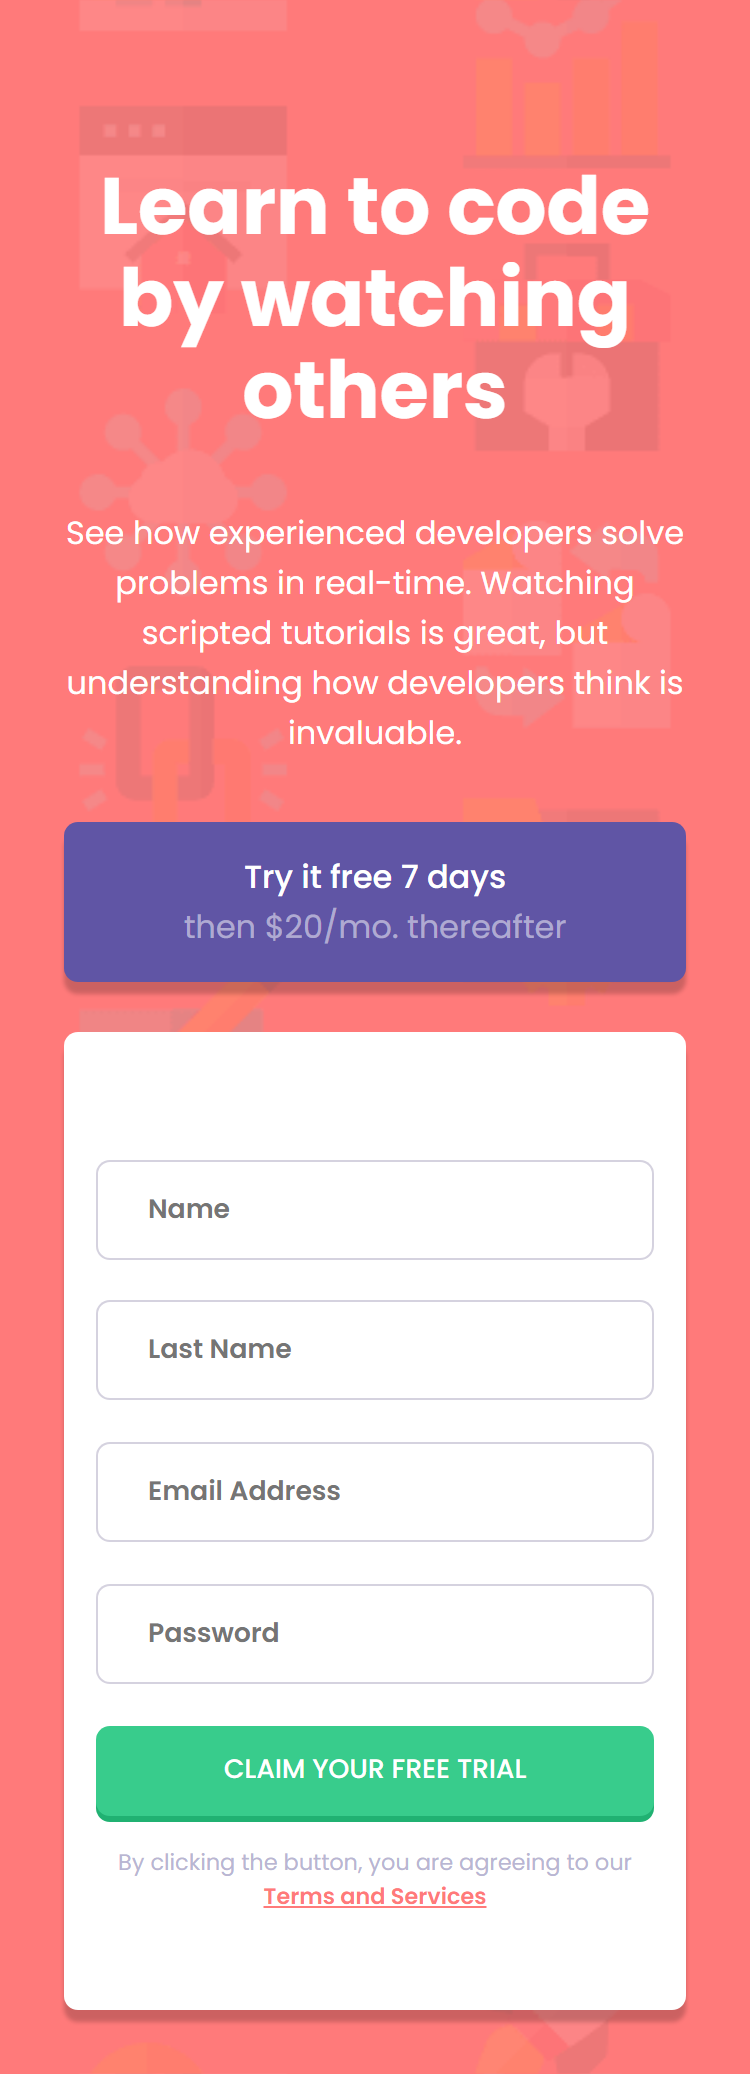 Learn to code
by watching
others
See how experienced developers solve
problems in real-time. Watching
scripted tutorials is great, but
understanding how developers think is
invaluable.
Try it free 7 days
then $20/mo. thereafter
Name
Last Name
Email Address
Password
CLAIM YOUR FREE TRIAL
By clicking the button, you are agreeing to our
Terms and Services